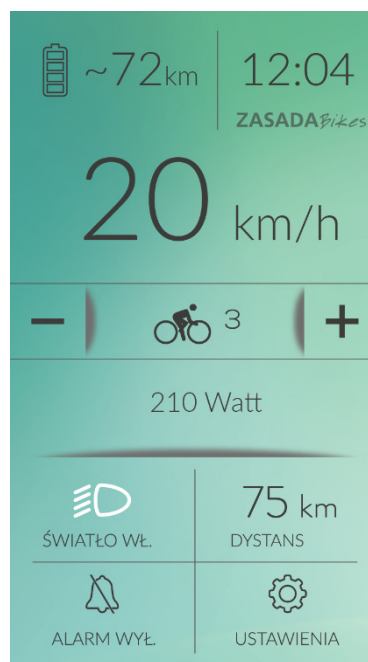 ~72km
12:04
ZASADABikes
20 km/h
− 3 +
210 Watt
ŚWIATŁO WŁ.
75 km
DYSTANS
ALARM WYŁ.
USTAWIENIA